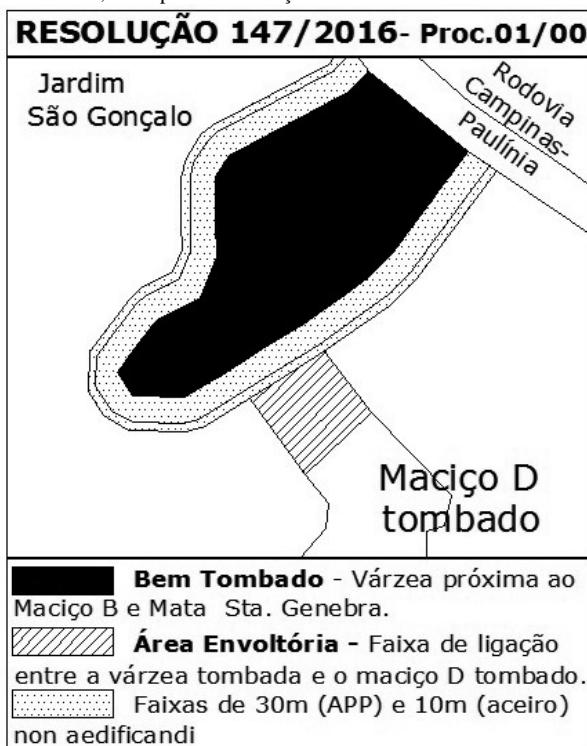 RESOLUÇÃO 147/2016- Proc.01/00
Jardim
São Gonçalo
Rodovia
Campinas-
Paulínia
Maciço D
tombado
Bem Tombado - Várzea próxima ao
Maciço B e Mata Sta. Genebra.
Área Envoltória - Faixa de ligação
entre a várzea tombada e o maciço D tombado.
Faixas de 30m (APP) e 10m (aceiro)
non aedificandi